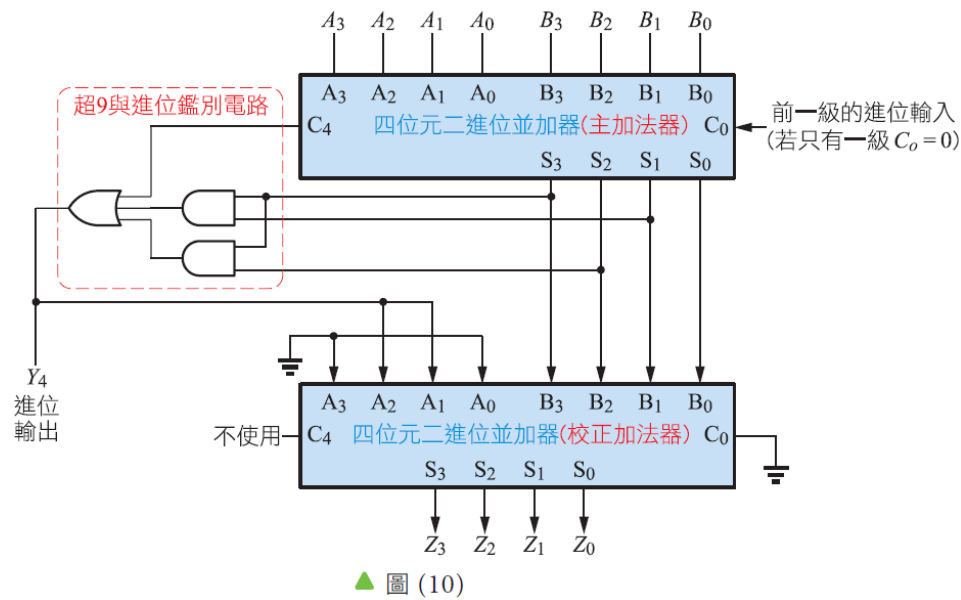 A3 A2 A1 A0 B3 B2 B1 B0
超9與進位鑑別電路
A3 A2 A1 A0 B3 B2 B1 B0
C4 四位元二進位並加器(主加法器) C0
S3 S2 S1 S0
前一級的進位輸入
(若只有一級 Co = 0)
Y4
進位
輸出
A3 A2 A1 A0 B3 B2 B1 B0
不使用 C4 四位元二進位並加器(校正加法器) C0
S3 S2 S1 S0
Z3 Z2 Z1 Z0
▲ 圖 (10)